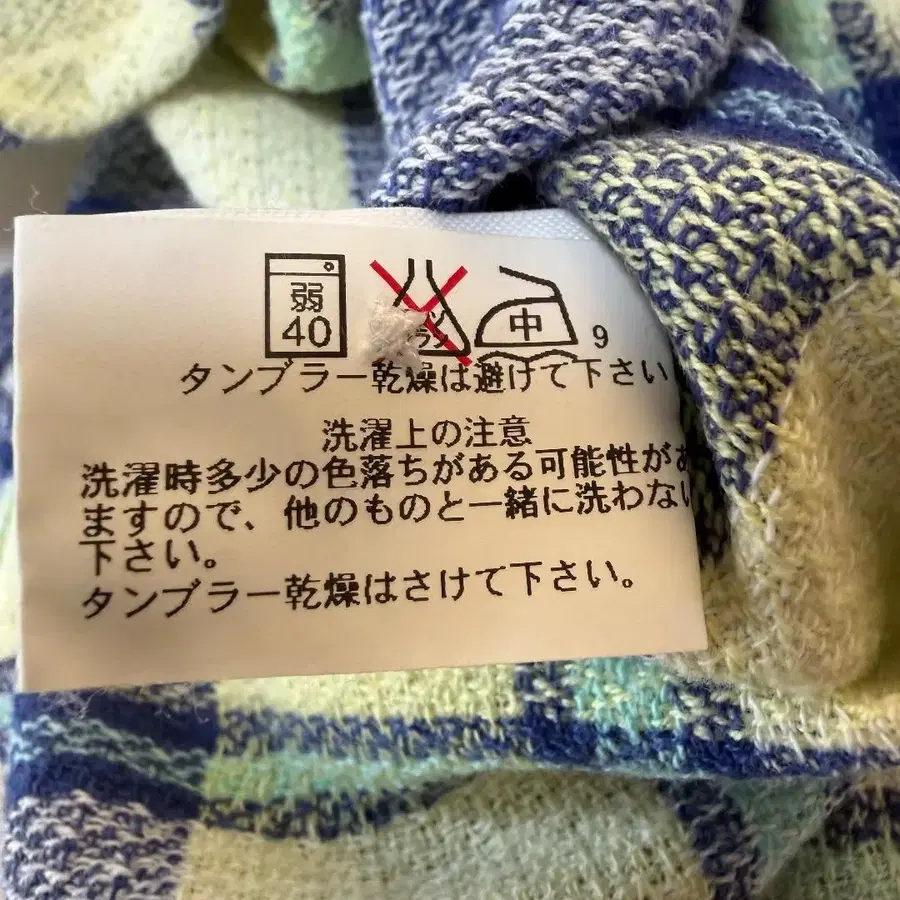 弱
40
中
9
タンブラー乾燥は避けて下さい
洗濯上の注意
洗濯時多少の色落ちがある可能性があ
ますので、他のものと一緒に洗わない
下さい。
タンブラー乾燥はさけて下さい。